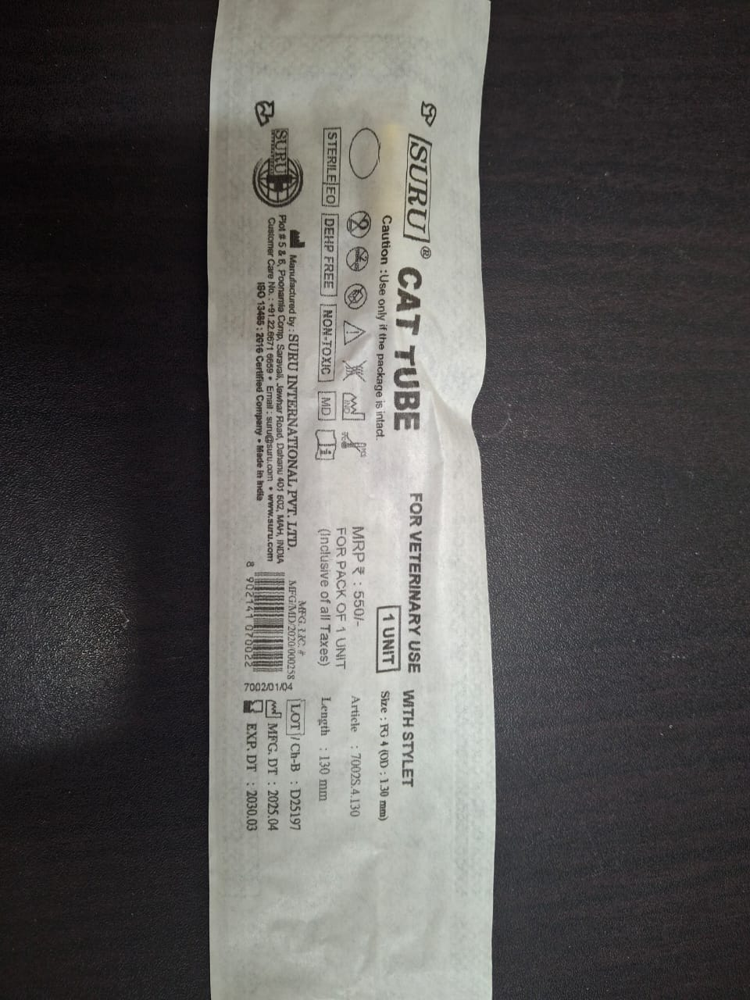 SURU® CAT TUBE FOR VETERINARY USE WITH STYLET
Caution : Use only if the package is intact.
1 UNIT
Size : FG 4 (OD : 1.30 mm)
IND
MRP ₹ : 550/-
FOR PACK OF 1 UNIT
(Inclusive of all Taxes)
Article : 7002S.4.130
Length : 130 mm
STERILE EO DEHP FREE NON-TOXIC MD
SURU
Manufactured by : SURU INTERNATIONAL PVT. LTD.
Plot # 5 & 6, Poonamia Comp, Saravali, Jawhar Road, Dahanu 401 602, MAH, INDIA
Customer Care No. : +91.22.6671 6659 • Email : suru@suru.com • www.suru.com
ISO 13485 : 2016 Certified Company • Made in India
MFG. LIC. #
MFG/MD/2020/000258
8 902141 070022
7002/01/04
LOT / Ch-B : D25197
MFG. DT : 2025.04
EXP. DT : 2030.03